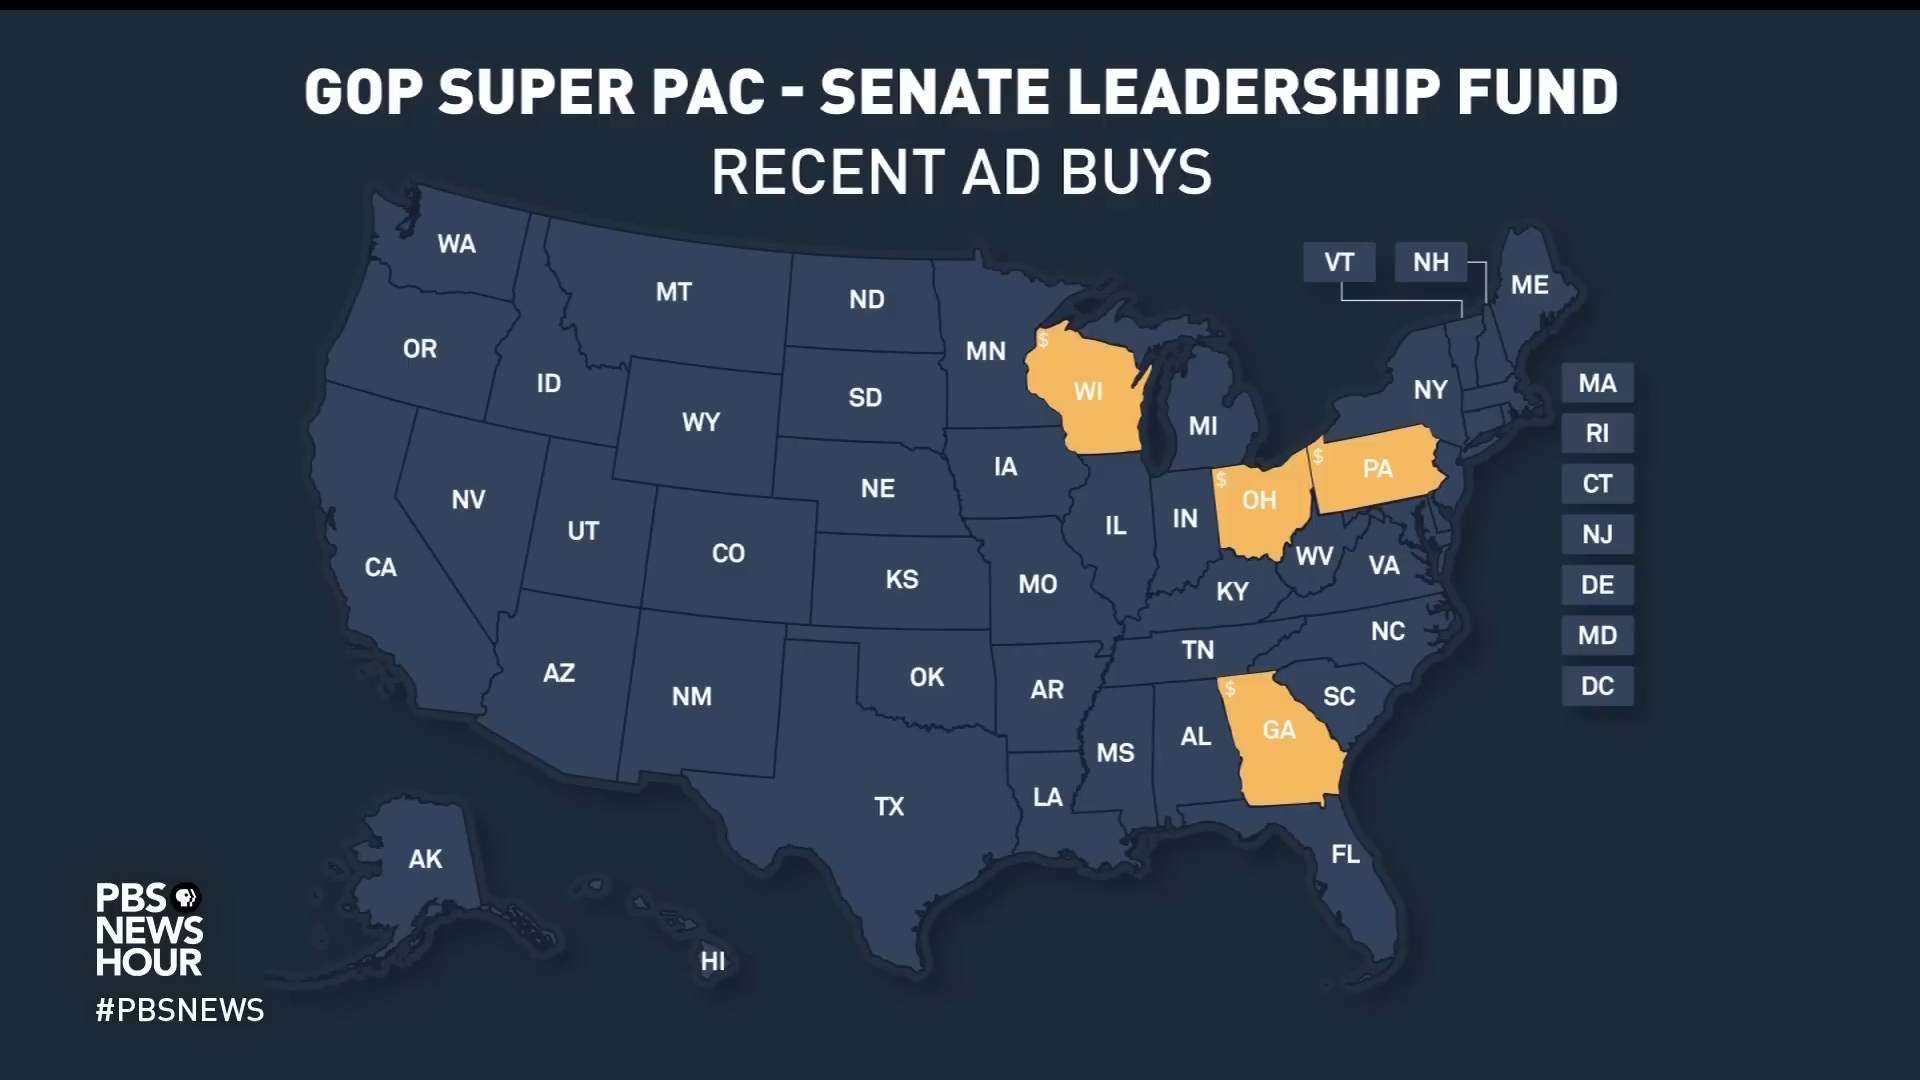 GOP SUPER PAC - SENATE LEADERSHIP FUND
RECENT AD BUYS
WA
MT
ND
MN
VT
NH
ME
OR
ID
SD
$
WI
MI
NY
MA
WY
RI
NV
UT
CO
NE
IA
IL
IN
$
OH
$
PA
CT
NJ
CA
KS
MO
KY
WV
VA
DE
AZ
NM
OK
AR
TN
NC
MD
TX
LA
MS
AL
$
GA
SC
DC
AK
HI
FL
PBS
NEWS
HOUR
#PBSNEWS